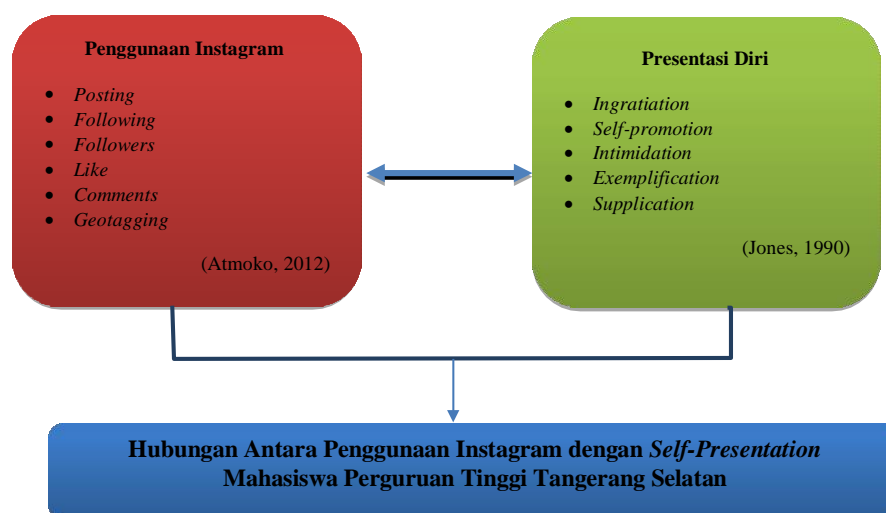 Penggunaan Instagram
• Posting
• Following
• Followers
• Like
• Comments
• Geotagging
(Atmoko, 2012)
Presentasi Diri
• Ingratiation
• Self-promotion
• Intimidation
• Exemplification
• Supplication
(Jones, 1990)
Hubungan Antara Penggunaan Instagram dengan Self-Presentation
Mahasiswa Perguruan Tinggi Tangerang Selatan